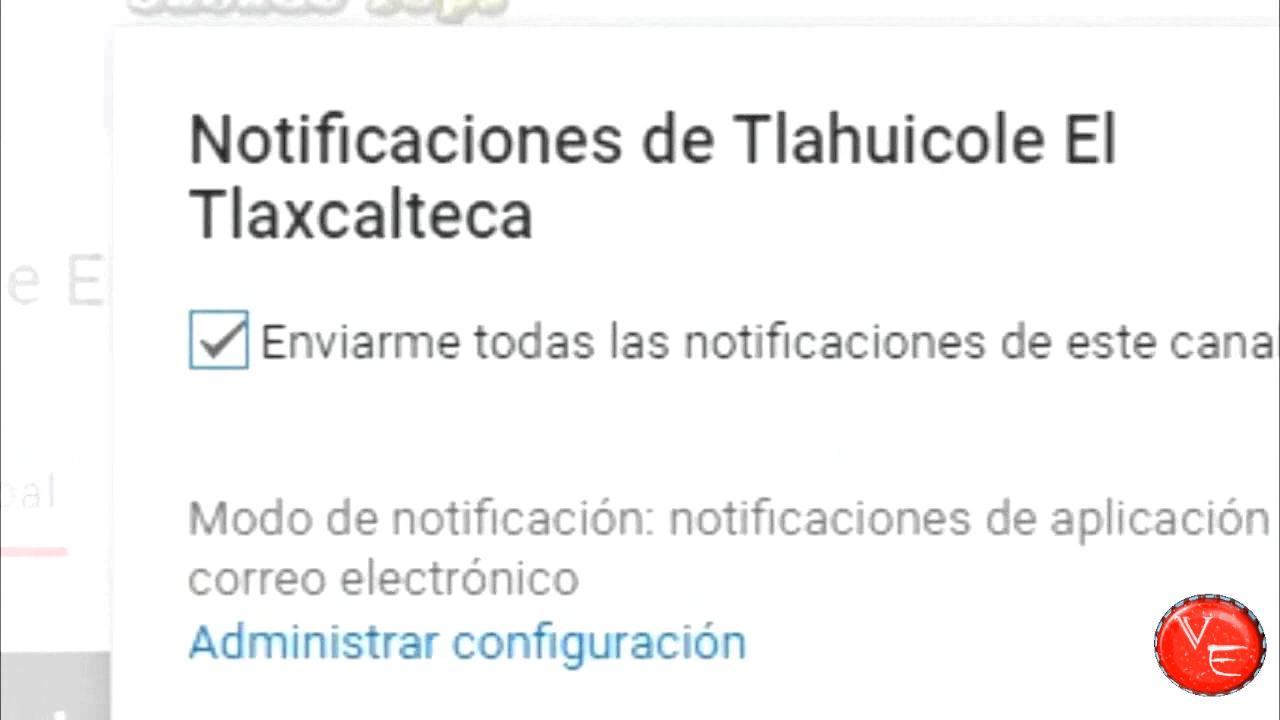 Notificaciones de Tlahuicole El
Tlaxcalteca
e E
Enviarme todas las notificaciones de este cana
Modo de notificación: notificaciones de aplicación
correo electrónico
Administrar configuración
VE